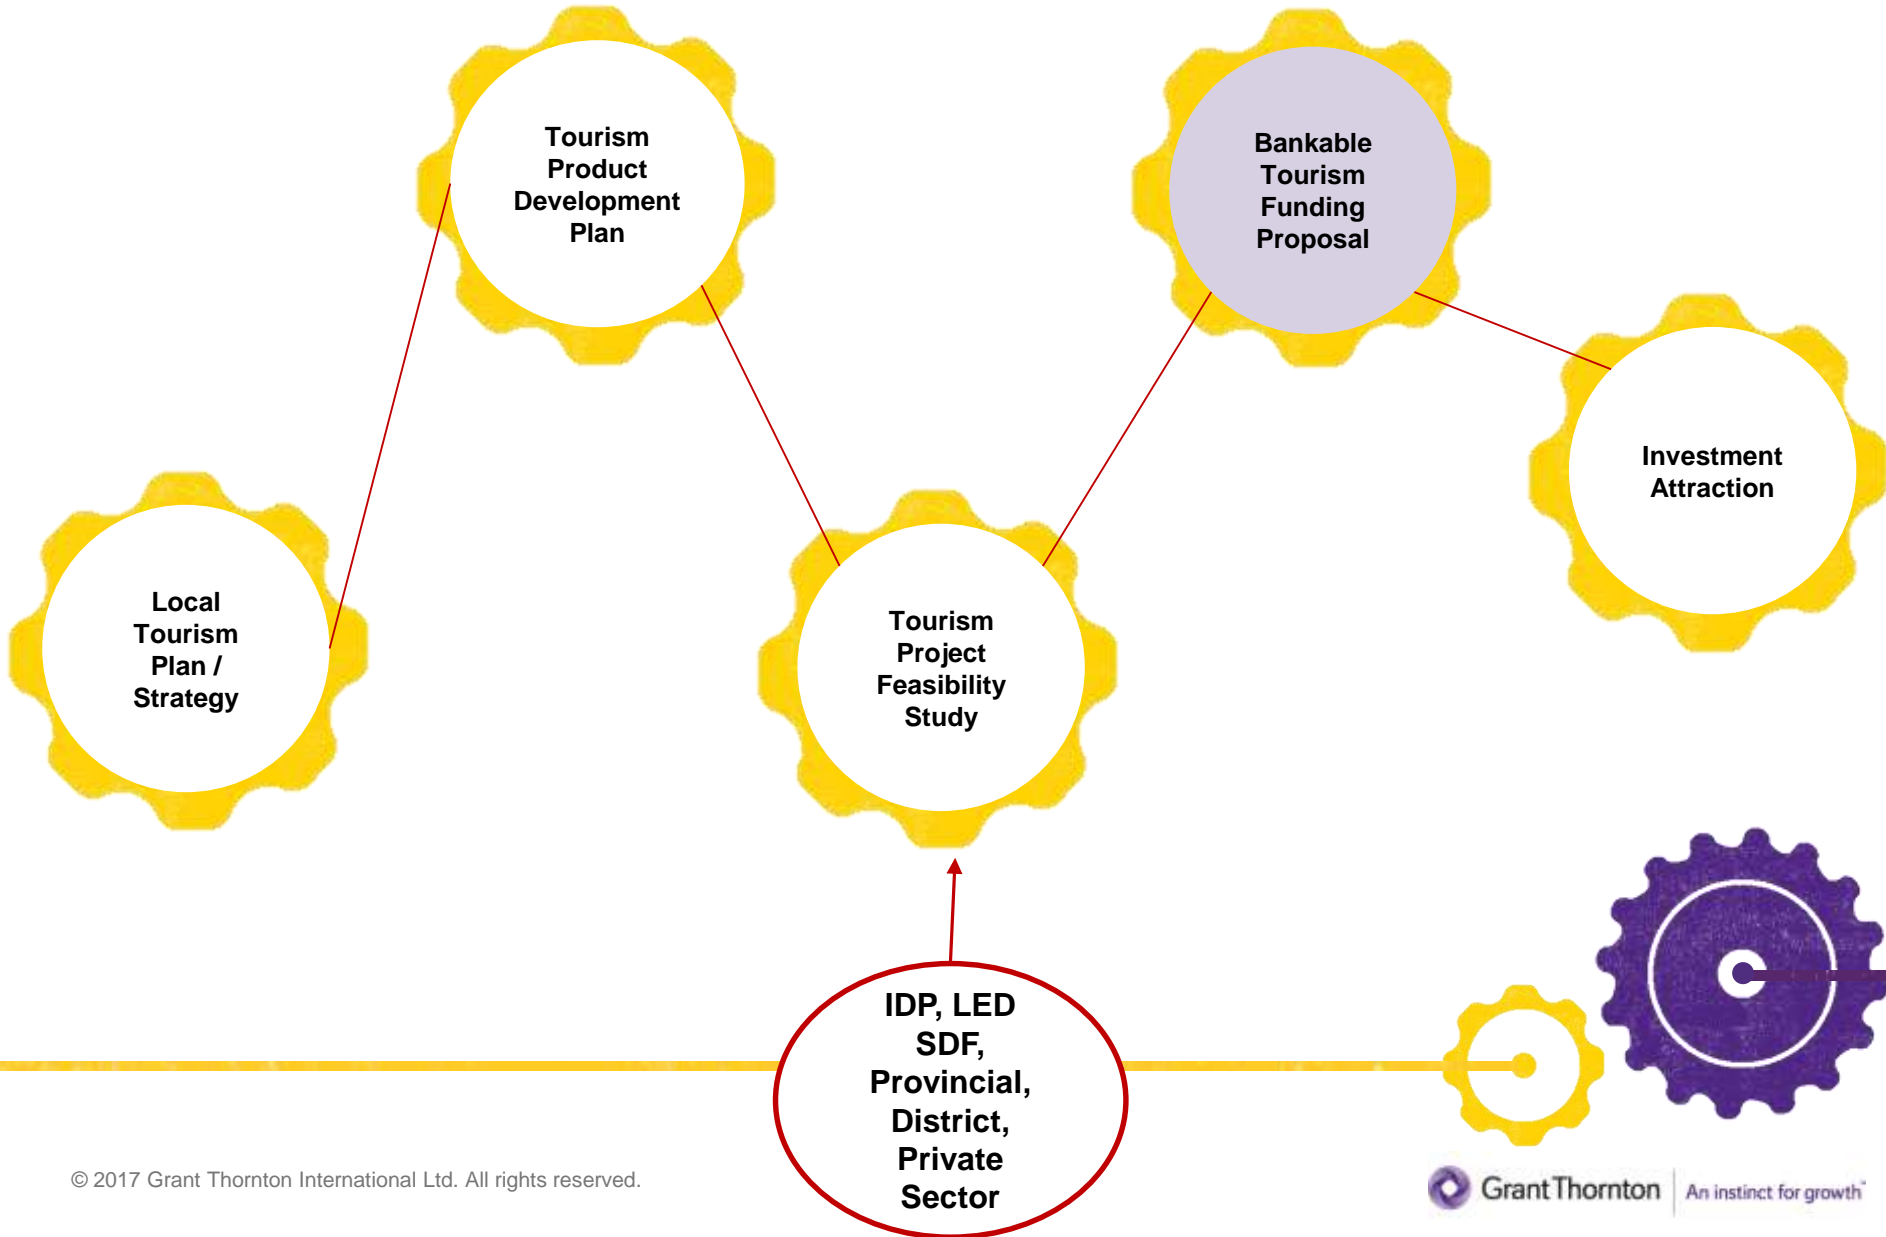 Tourism
Product
Development
Plan
Bankable
Tourism
Funding
Proposal
Investment
Attraction
Local
Tourism
Plan /
Strategy
Tourism
Project
Feasibility
Study
IDP, LED
SDF,
Provincial,
District,
Private
Sector
© 2017 Grant Thornton International Ltd. All rights reserved.
Grant Thornton
An instinct for growth™